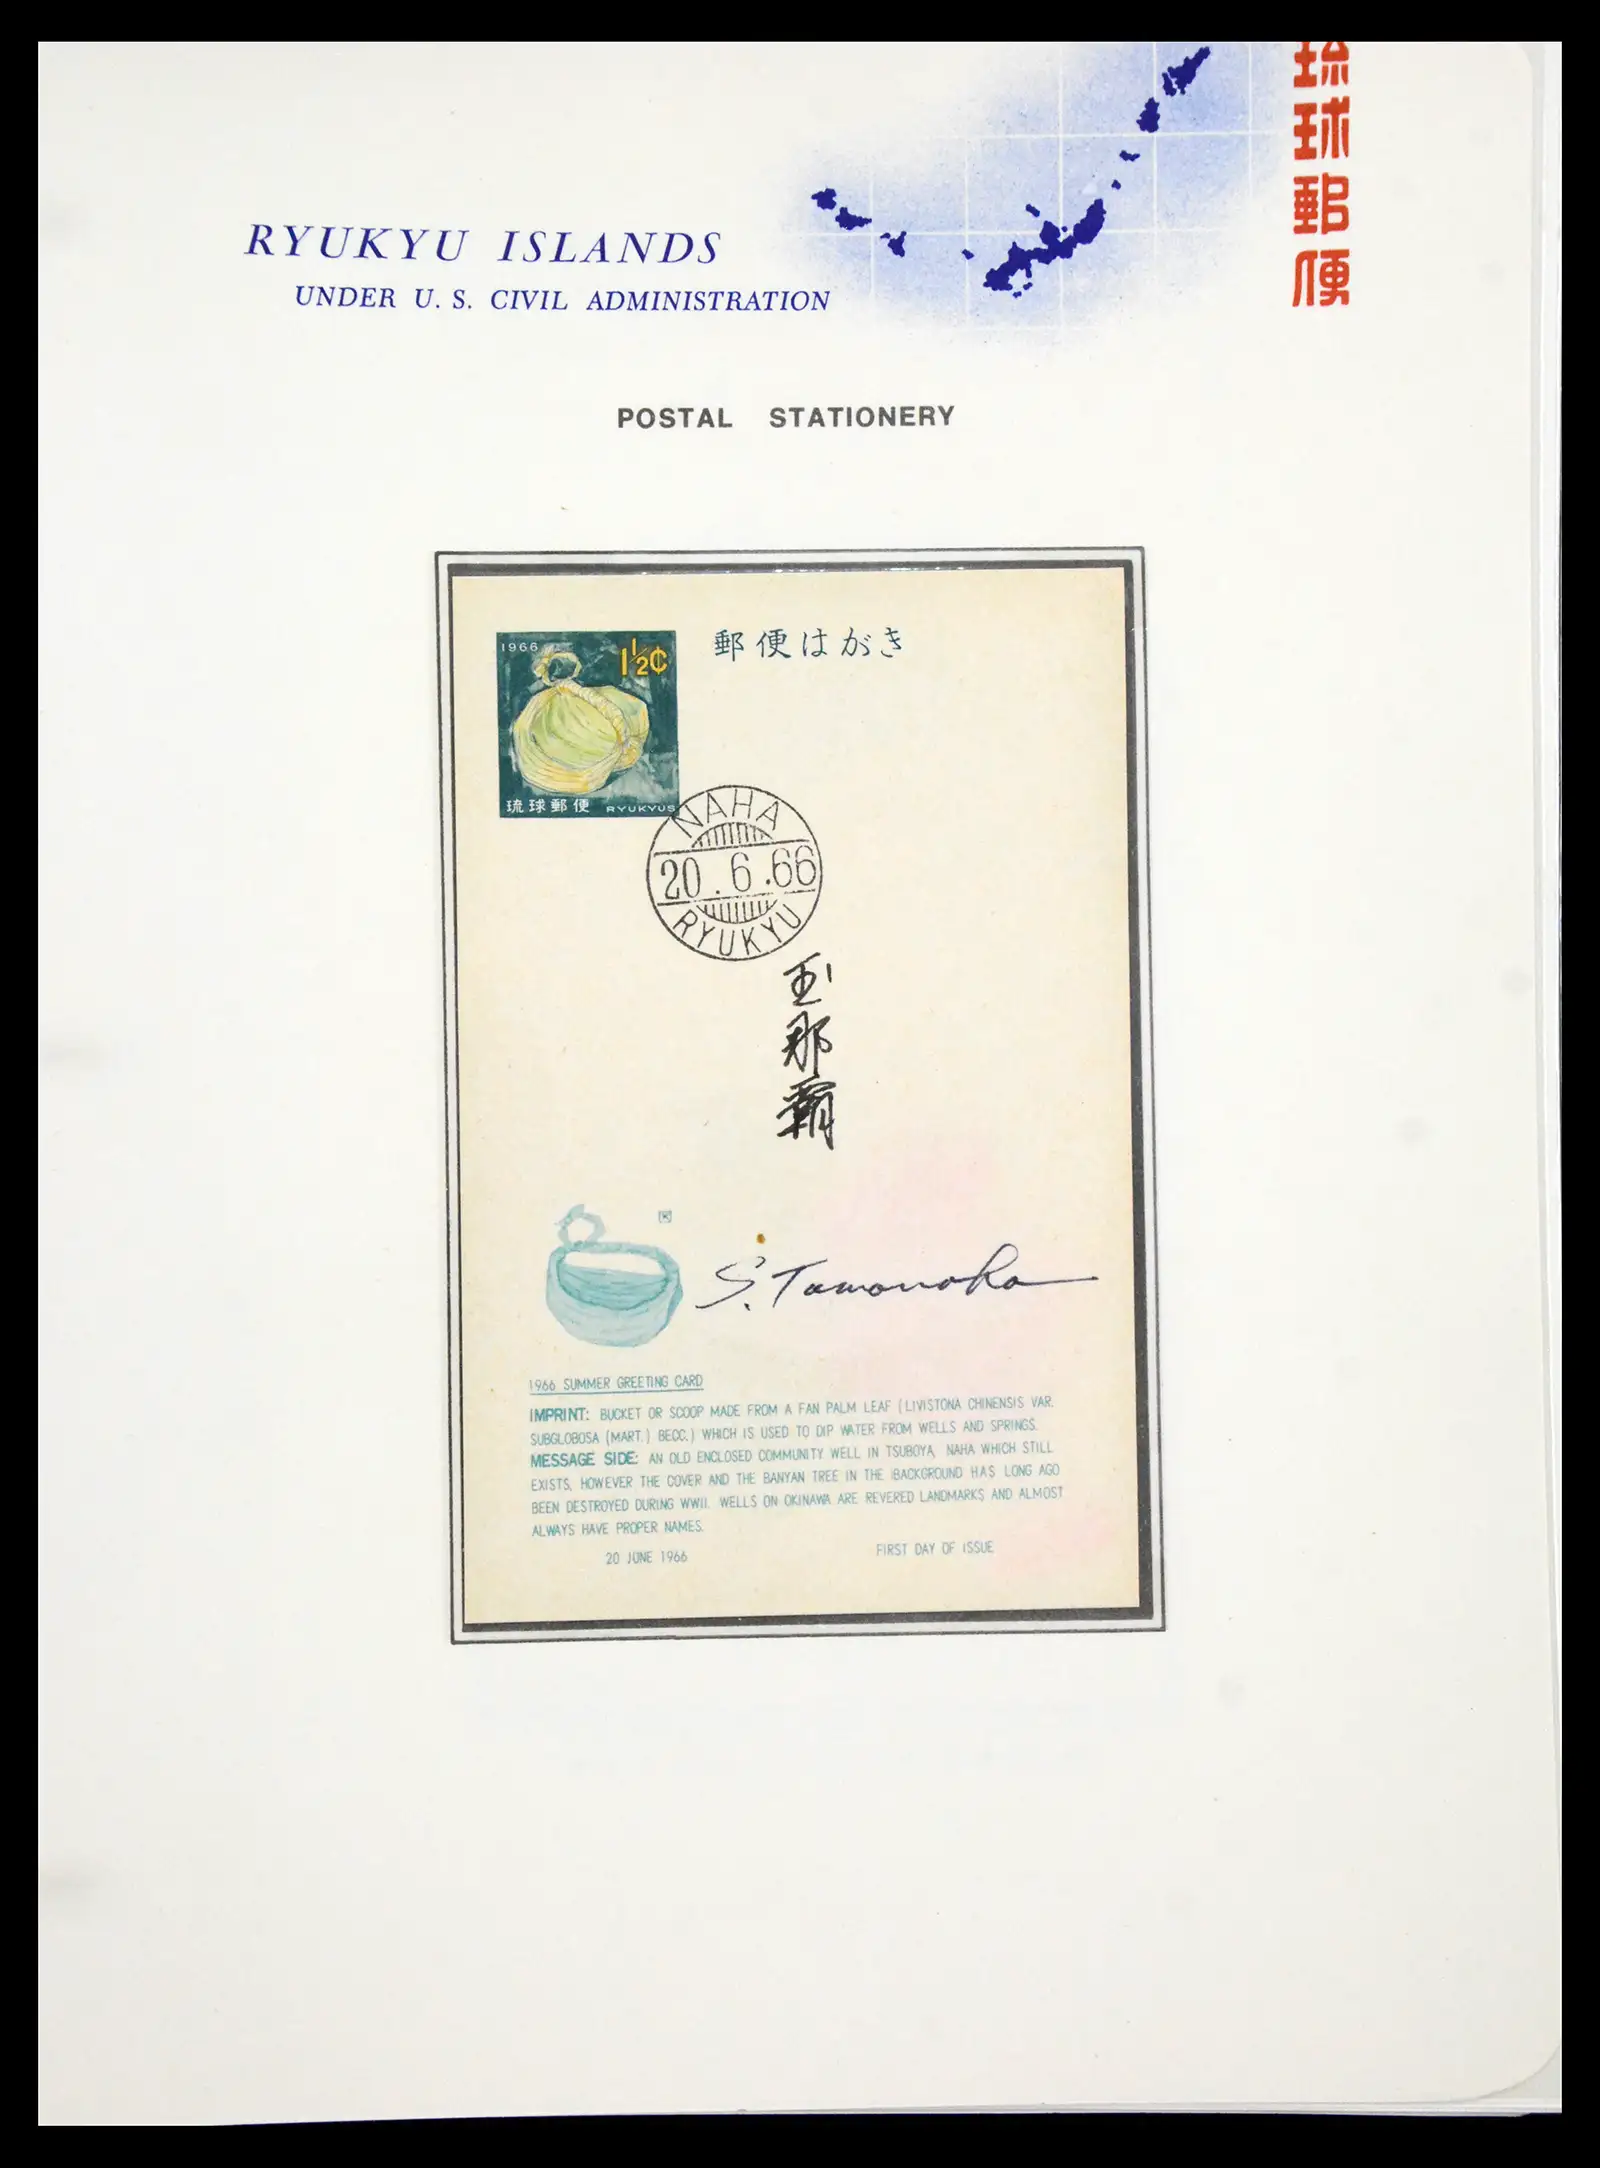 琉球郵便
RYUKYU ISLANDS
UNDER U. S. CIVIL ADMINISTRATION
POSTAL STATIONERY
1966
1½¢
琉球郵便 RYUKYUS
郵便はがき
NAHA
20.6.66
RYUKYU
玉那覇
S. Tamanaha
1966 SUMMER GREETING CARD
IMPRINT: BUCKET OR SCOOP MADE FROM A FAN PALM LEAF (LIVISTONA CHINENSIS VAR.
SUBGLOBOSA (MART.) BECC.) WHICH IS USED TO DIP WATER FROM WELLS AND SPRINGS.
MESSAGE SIDE: AN OLD ENCLOSED COMMUNITY WELL IN TSUBOYA, NAHA WHICH STILL
EXISTS, HOWEVER THE COVER AND THE BANYAN TREE IN THE BACKGROUND HAS LONG AGO
BEEN DESTROYED DURING WWII. WELLS ON OKINAWA ARE REVERED LANDMARKS AND ALMOST
ALWAYS HAVE PROPER NAMES.
20 JUNE 1966
FIRST DAY OF ISSUE